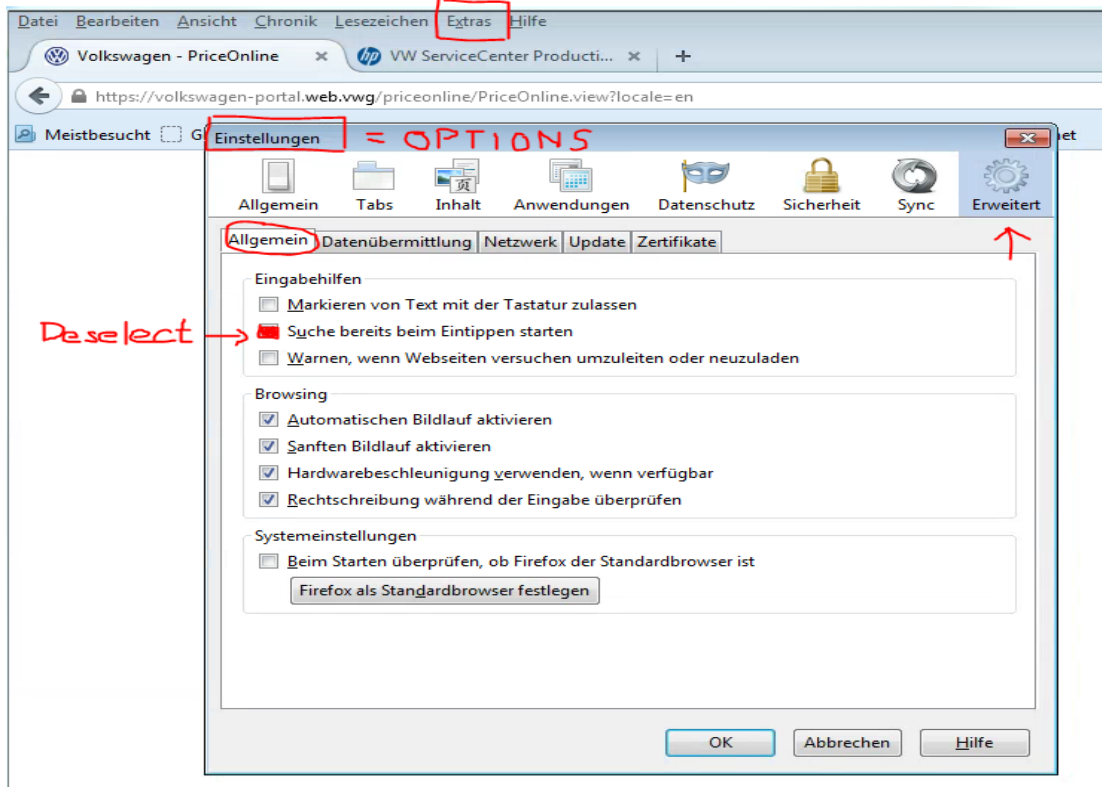 Datei Bearbeiten Ansicht Chronik Lesezeichen Extras Hilfe
Volkswagen - PriceOnline × VW ServiceCenter Producti... × +
https://volkswagen-portal.web.vwg/priceonline/PriceOnline.view?locale=en
Meistbesucht G
Einstellungen = OPTIONS et
Allgemein Tabs Inhalt Anwendungen Datenschutz Sicherheit Sync Erweitert
Allgemein Datenübermittlung Netzwerk Update Zertifikate
Eingabehilfen
Markieren von Text mit der Tastatur zulassen
Deselect → Suche bereits beim Eintippen starten
Warnen, wenn Webseiten versuchen umzuleiten oder neuzuladen
Browsing
Automatischen Bildlauf aktivieren
Sanften Bildlauf aktivieren
Hardwarebeschleunigung verwenden, wenn verfügbar
Rechtschreibung während der Eingabe überprüfen
Systemeinstellungen
Beim Starten überprüfen, ob Firefox der Standardbrowser ist
Firefox als Standardbrowser festlegen
OK Abbrechen Hilfe